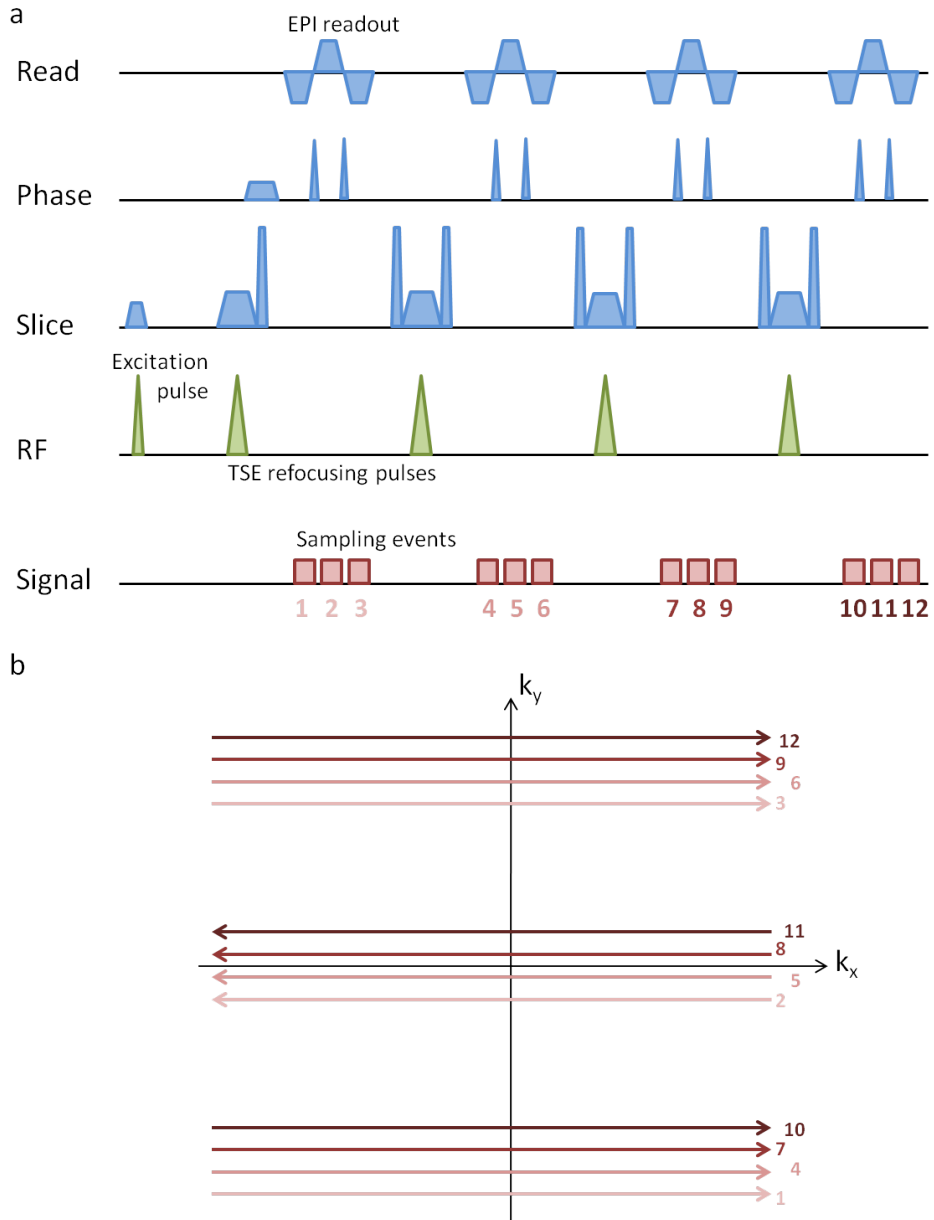 a
EPI readout
Read
Phase
Slice
Excitation
pulse
RF
TSE refocusing pulses
Sampling events
Signal
1 2 3 4 5 6 7 8 9 10 11 12
b
ky
12
9
6
3
11
8
kx
5
2
10
7
4
1